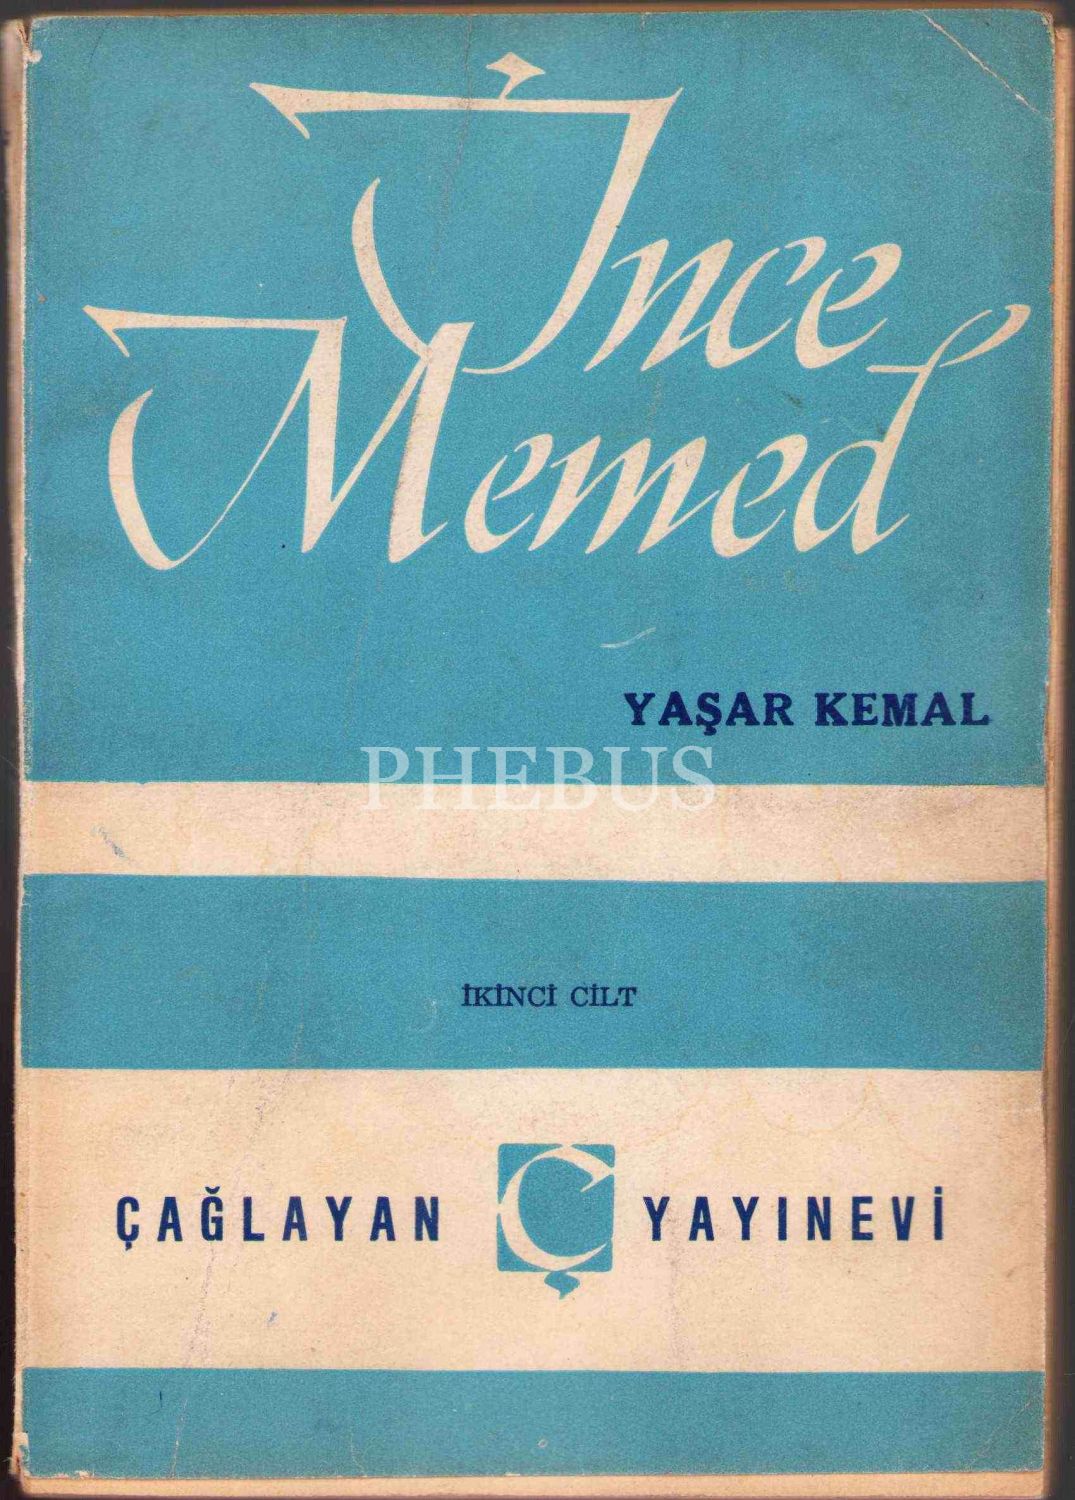 İnce
Memed
YAŞAR KEMAL
PHEBUS
İKİNCİ CİLT
ÇAĞLAYAN Ç YAYINEVİ